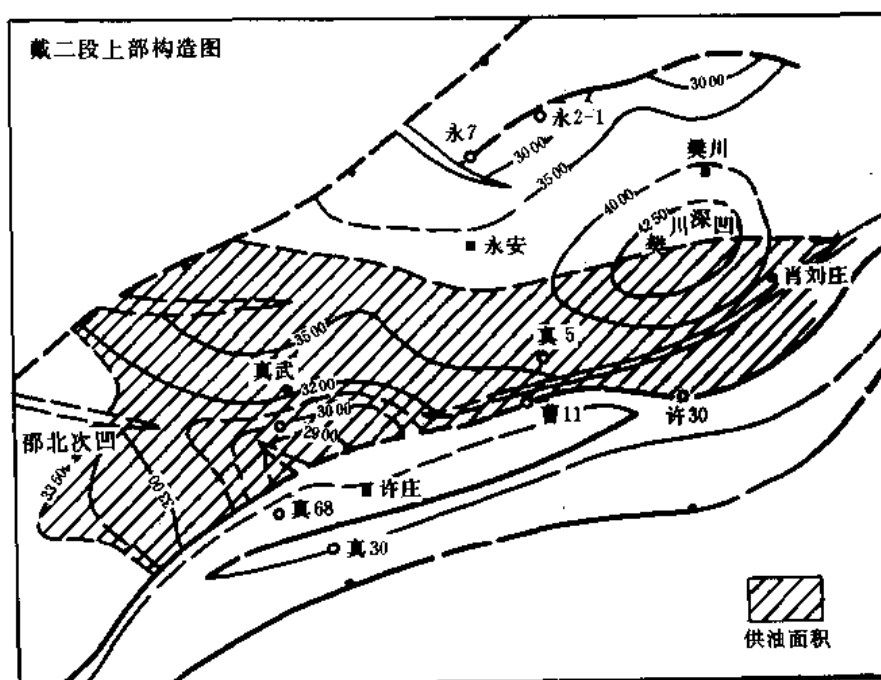 戴二段上部构造图
3000
永2-1
永7
3000
3500
樊川
4000
4250
樊川深凹
永安
肖刘庄
3500
真5
真武
3200
3000
2900
曹11
许30
邵北次凹
3350
3300
许庄
真68
真30
供油面积